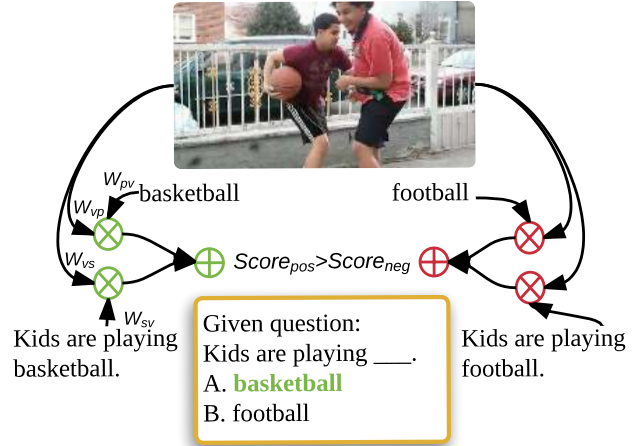 W_pv
basketball
football
W_vp
W_vs
Score_pos>Score_neg
W_sv
Kids are playing
basketball.
Given question:
Kids are playing ___.
A. basketball
B. football
Kids are playing
football.